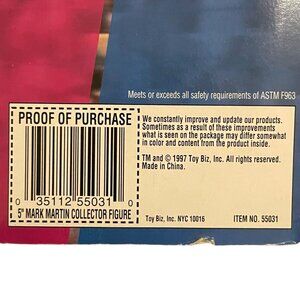 Meets or exceeds all safety requirements of ASTM F963
PROOF OF PURCHASE
0 35112 55031 0
5" MARK MARTIN COLLECTOR FIGURE
We constantly improve and update our products.
Sometimes as a result of these improvements
what is seen on the package may differ somewhat
in color and content from the product inside.
TM and © 1997 Toy Biz, Inc. All rights reserved.
Made in China.
Toy Biz, Inc. NYC 10016
ITEM NO. 55031